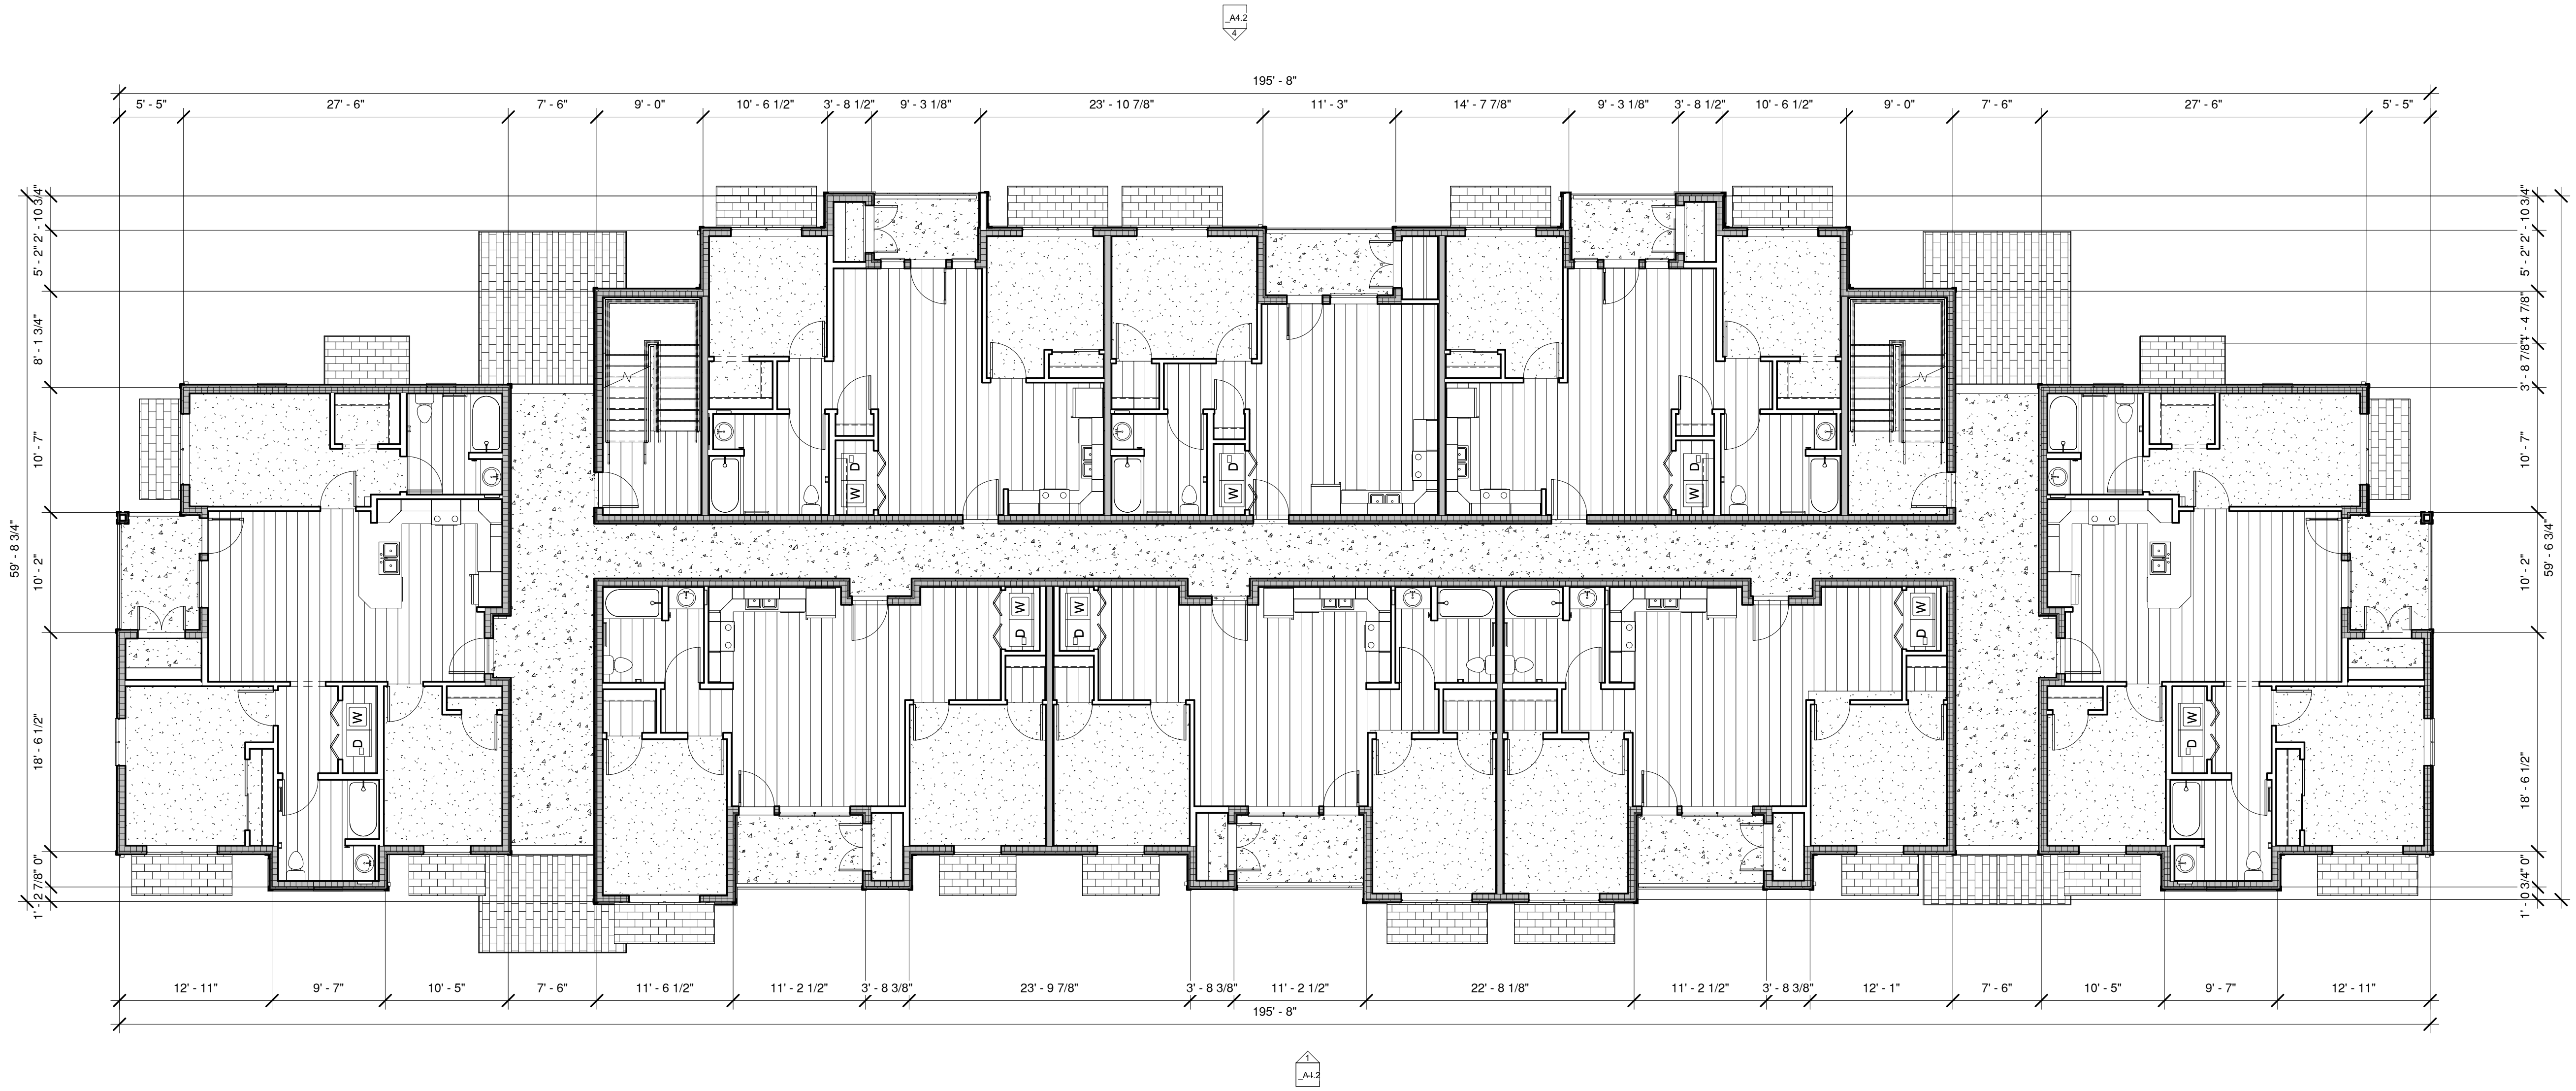 _A4.2
4
195' - 8"
5' - 5" 27' - 6" 7' - 6" 9' - 0" 10' - 6 1/2" 3' - 8 1/2" 9' - 3 1/8" 23' - 10 7/8" 11' - 3" 14' - 7 7/8" 9' - 3 1/8" 3' - 8 1/2" 10' - 6 1/2" 9' - 0" 7' - 6" 27' - 6" 5' - 5"
2' - 10 3/4"
5' - 2"
8' - 1 3/4"
10' - 7"
10' - 2"
18' - 6 1/2"
1' - 2 7/8"
59' - 8 3/4"
2' - 10 3/4"
5' - 2"
4' - 4 7/8"
3' - 8 7/8"
10' - 7"
10' - 2"
18' - 6 1/2"
1' - 0 3/4"
59' - 6 3/4"
D
W
D
W
D
W
W
D
W
D
W
D
W
D
W
D
12' - 11" 9' - 7" 10' - 5" 7' - 6" 11' - 6 1/2" 11' - 2 1/2" 3' - 8 3/8" 23' - 9 7/8" 3' - 8 3/8" 11' - 2 1/2" 22' - 8 1/8" 11' - 2 1/2" 3' - 8 3/8" 12' - 1" 7' - 6" 10' - 5" 9' - 7" 12' - 11"
195' - 8"
1